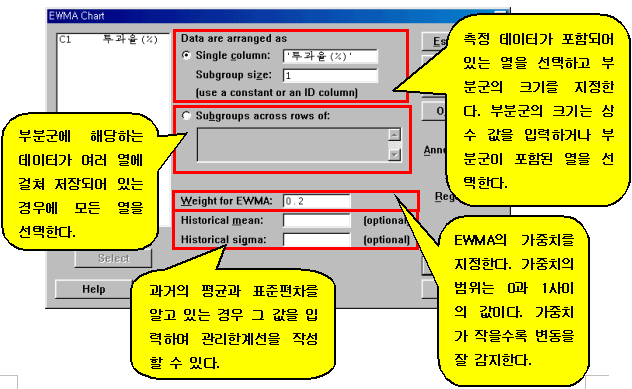 EWMA Chart
C1 투과율(%)
Data are arranged as
Single column: '투과율(%)'
Subgroup size: 1
(use a constant or an ID column)
Subgroups across rows of:
Weight for EWMA: 0.2
Historical mean: (optional)
Historical sigma: (optional)
Select
Help
측정 데이터가 포함되어
있는 열을 선택하고 부
분군의 크기를 지정한
다. 부분군의 크기는 상
수 값을 입력하거나 부
분군이 포함된 열을 선
택한다.
부분군에 해당하는
데이터가 여러 열에
걸쳐 저장되어 있는
경우에 모든 열을
선택한다.
EWMA의 가중치를
지정한다. 가중치의
범위는 0과 1사이
의 값이다. 가중치
가 작을수록 변동을
잘 감지한다.
과거의 평균과 표준편차를
알고 있는 경우 그 값을 입
력하여 관리한계선을 작성
할 수 있다.